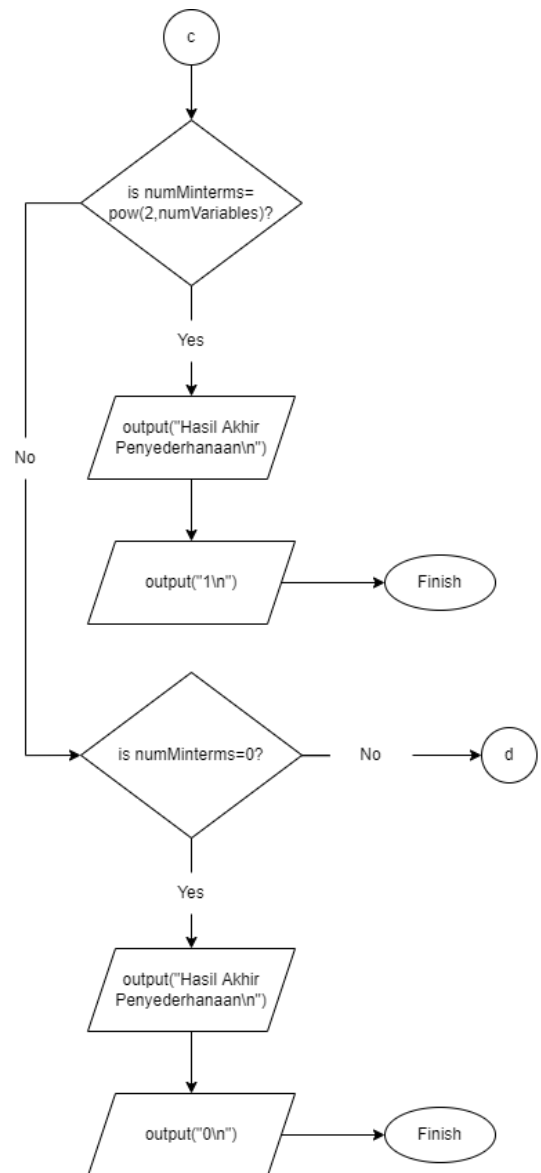 c
is numMinterms=
pow(2,numVariables)?
Yes
output("Hasil Akhir
Penyederhanaan\n")
No
output("1\n")
Finish
is numMinterms=0?
No
d
Yes
output("Hasil Akhir
Penyederhanaan\n")
output("0\n")
Finish